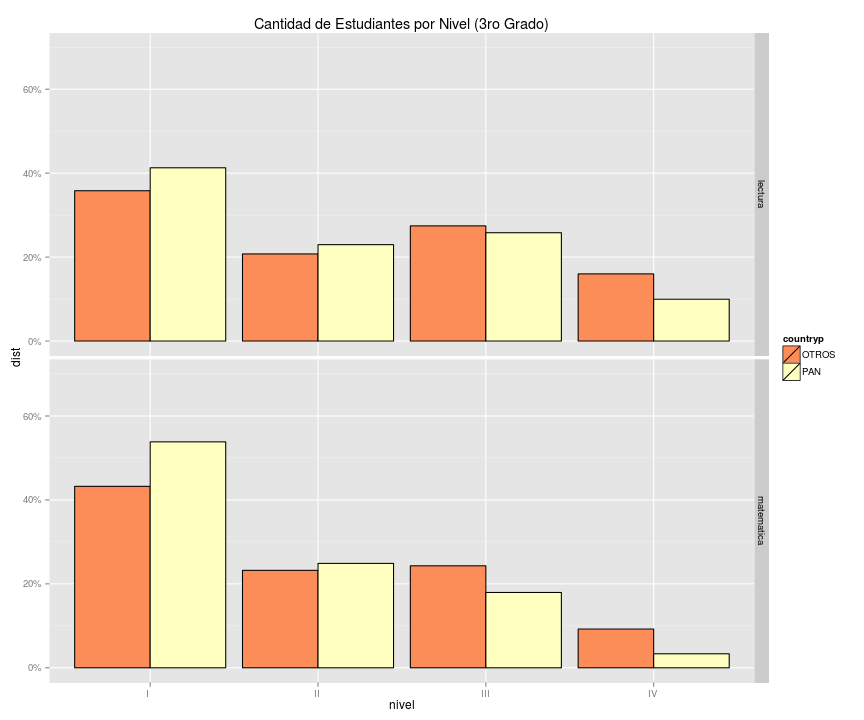 Cantidad de Estudiantes por Nivel (3ro Grado)
60%
40%
20%
0%
lectura
60%
40%
20%
0%
matematica
dist
I II III IV
nivel
countryp
OTROS
PAN